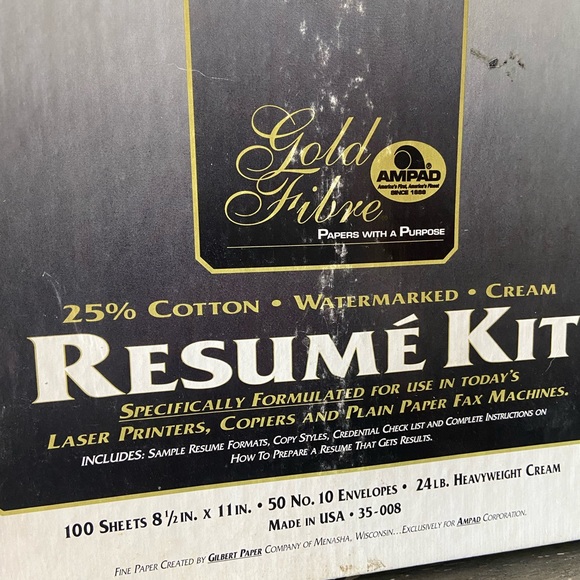 Gold
Fibre
AMPAD
America's First, America's Finest
SINCE 1888
PAPERS WITH A PURPOSE
25% COTTON • WATERMARKED • CREAM
RESUMÉ KIT
SPECIFICALLY FORMULATED FOR USE IN TODAY'S
LASER PRINTERS, COPIERS AND PLAIN PAPER FAX MACHINES.
INCLUDES: SAMPLE RESUME FORMATS, COPY STYLES, CREDENTIAL CHECK LIST AND COMPLETE INSTRUCTIONS ON
HOW TO PREPARE A RESUME THAT GETS RESULTS.
100 SHEETS 8 1/2 IN. X 11 IN. • 50 NO. 10 ENVELOPES • 24 LB. HEAVYWEIGHT CREAM
MADE IN USA • 35-008
FINE PAPER CREATED BY GILBERT PAPER COMPANY OF MENASHA, WISCONSIN...EXCLUSIVELY FOR AMPAD CORPORATION.